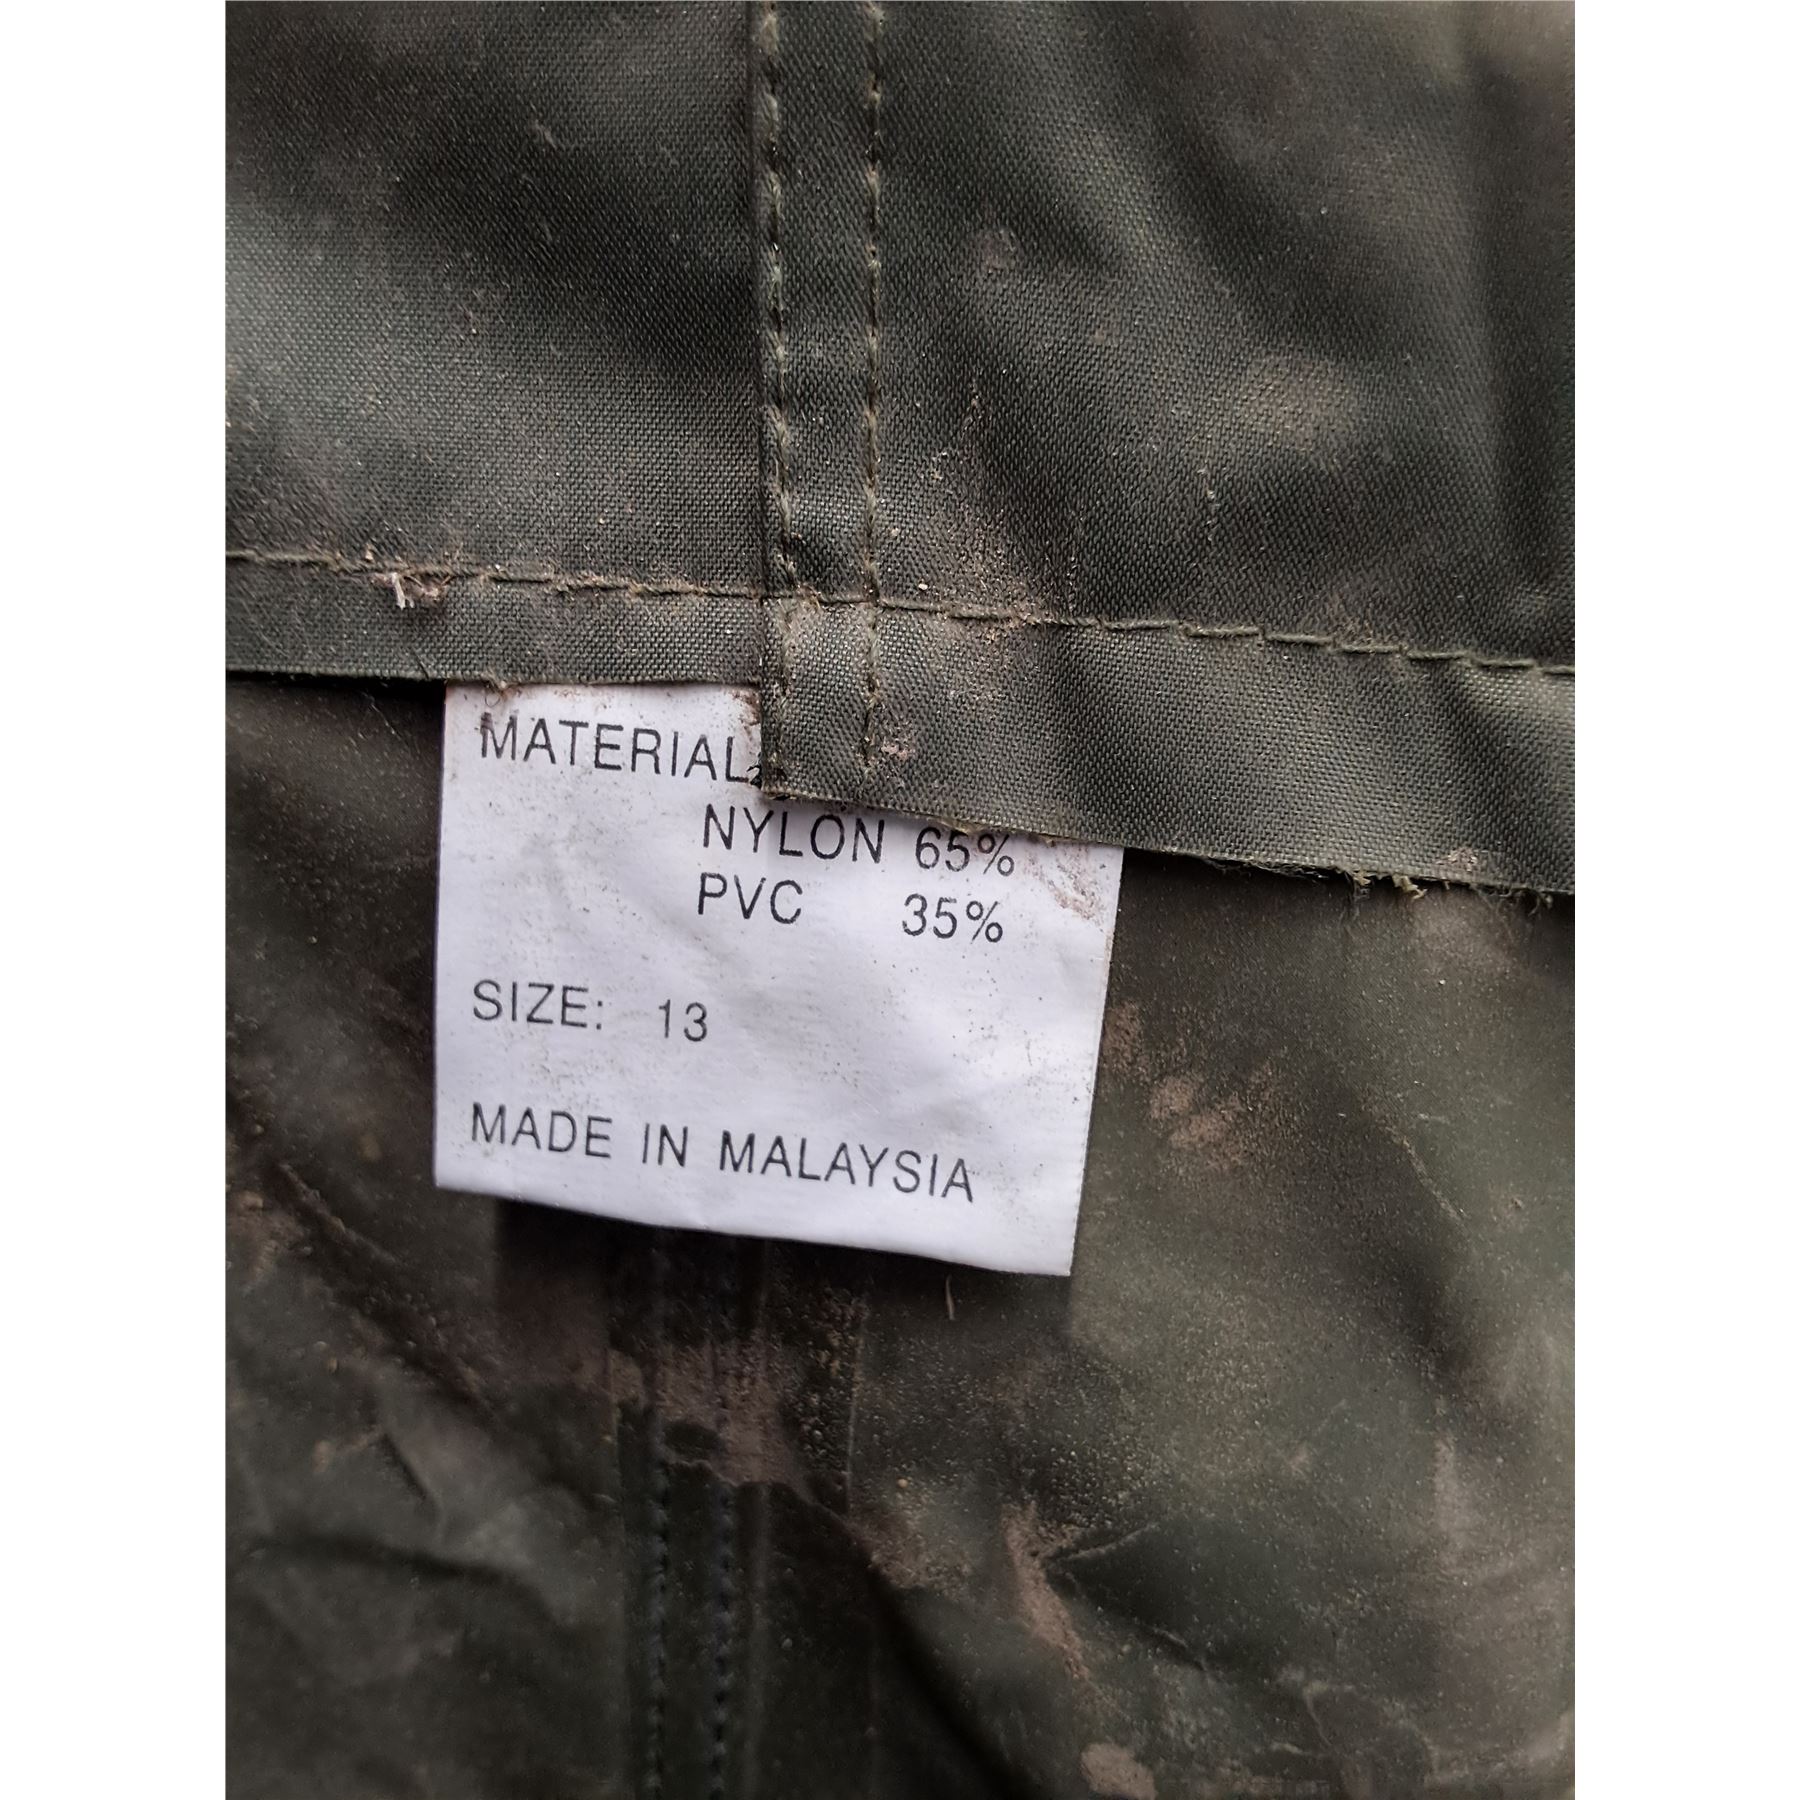 MATERIAL:
NYLON 65%
PVC 35%
SIZE: 13
MADE IN MALAYSIA